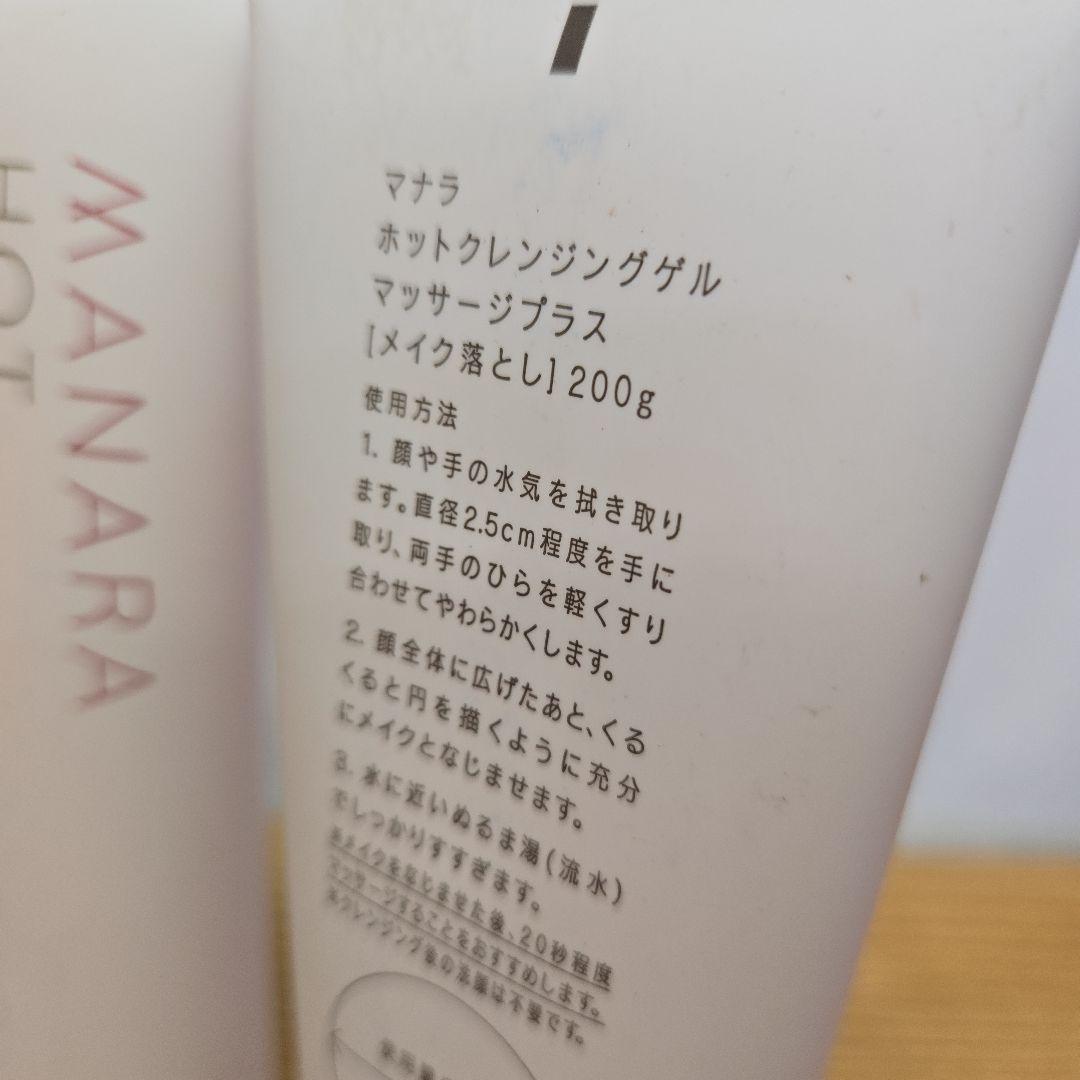 MANARA
HOT
マナラ
ホットクレンジングゲル
マッサージプラス
[メイク落とし] 200g
使用方法
1. 顔や手の水気を拭き取り
ます。直径2.5cm程度を手に
取り、両手のひらを軽くすり
合わせてやわらかくします。
2. 顔全体に広げたあと、くる
くると円を描くように充分
にメイクとなじませます。
3. 水に近いぬるま湯(流水)
でしっかりすすぎます。
※メイクをなじませた後、20秒程度
マッサージすることをおすすめします。
※クレンジング後の洗顔は不要です。